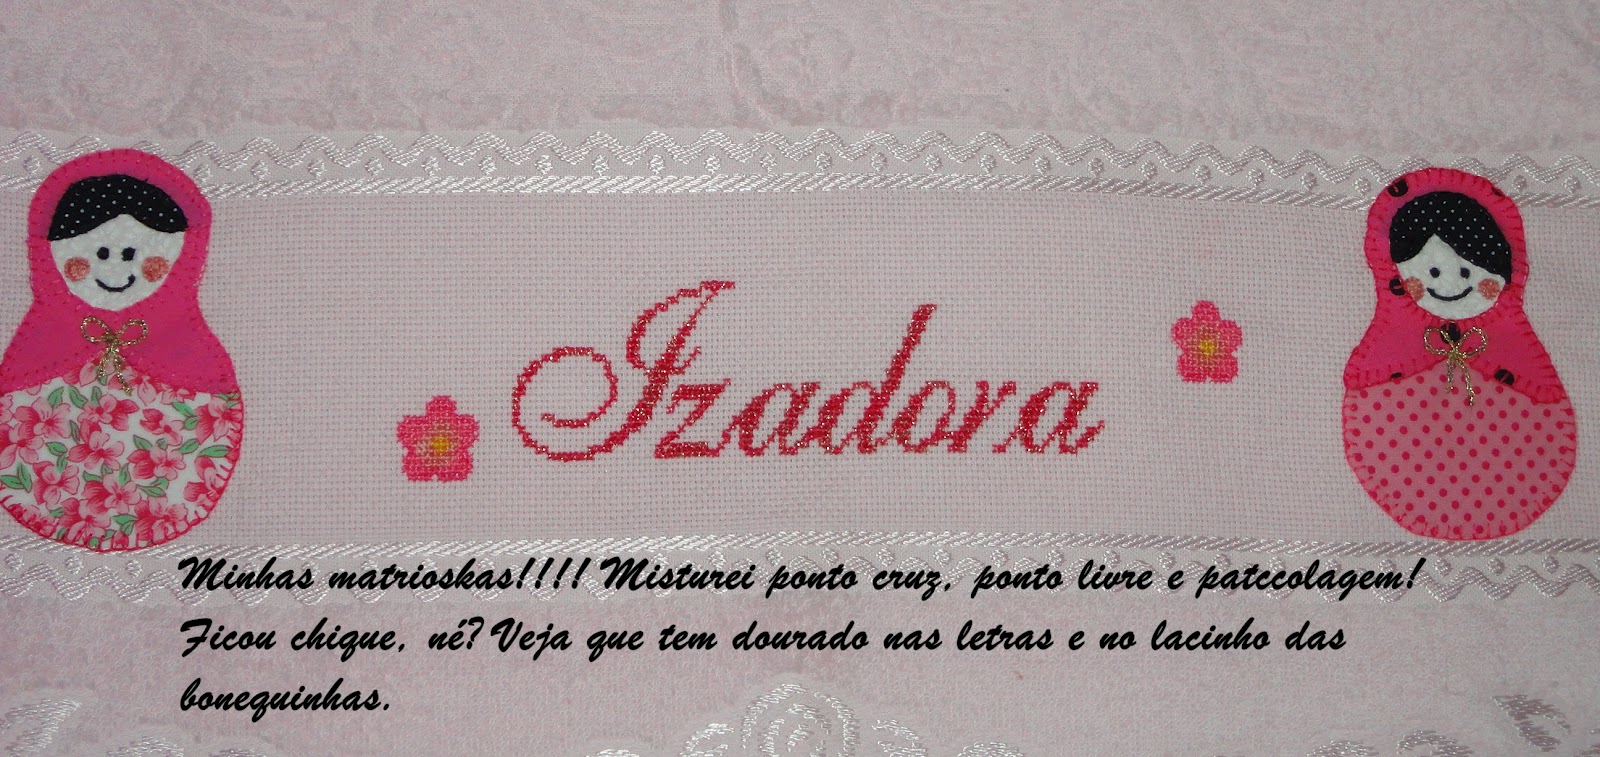 Izadora
Minhas matrioskas!!!! Misturei ponto cruz, ponto livre e patccolagem!
Ficou chique, né? Veja que tem dourado nas letras e no lacinho das
bonequinhas.